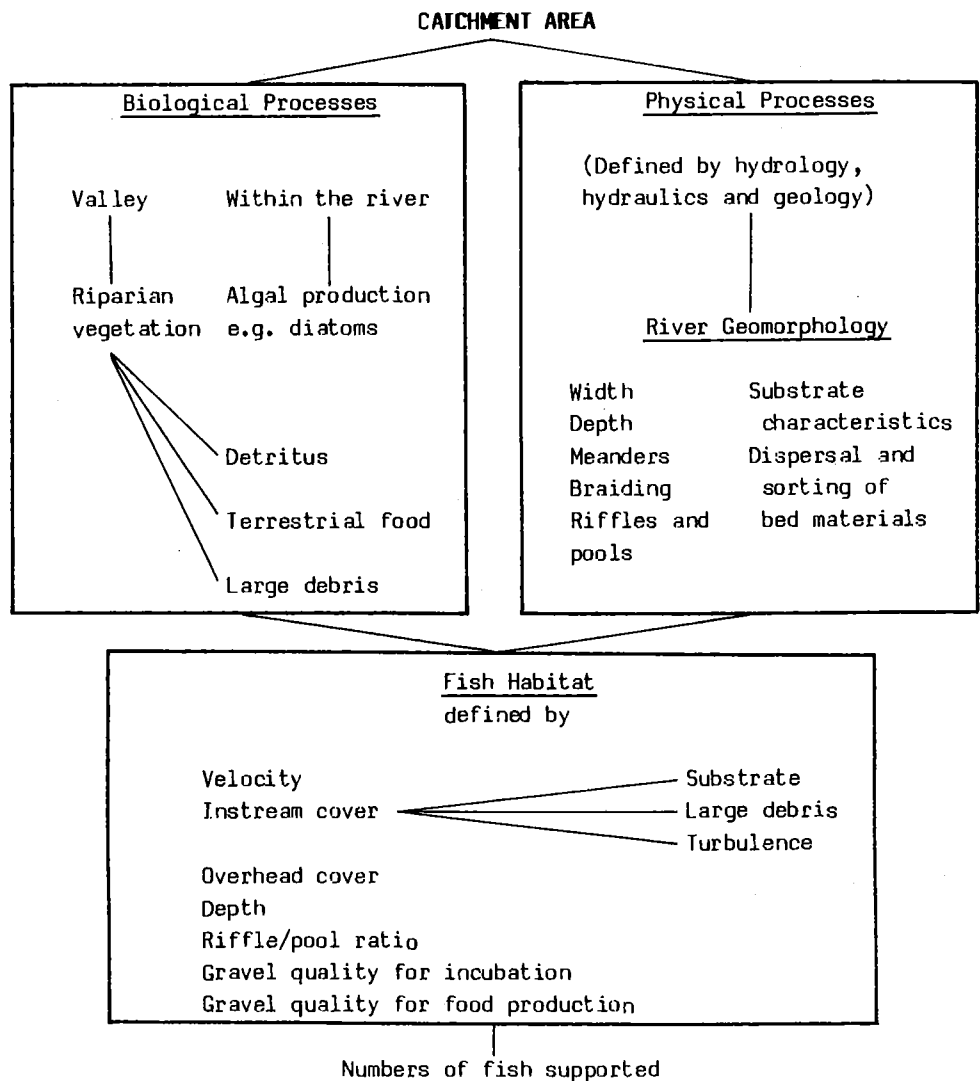 CATCHMENT AREA
Biological Processes
Valley
Within the river
Riparian
vegetation
Algal production
e.g. diatoms
Detritus
Terrestrial food
Large debris
Physical Processes
(Defined by hydrology,
hydraulics and geology)
River Geomorphology
Width
Depth
Meanders
Braiding
Riffles and
pools
Substrate
characteristics
Dispersal and
sorting of
bed materials
Fish Habitat
defined by
Velocity
Instream cover
Substrate
Large debris
Turbulence
Overhead cover
Depth
Riffle/pool ratio
Gravel quality for incubation
Gravel quality for food production
Numbers of fish supported